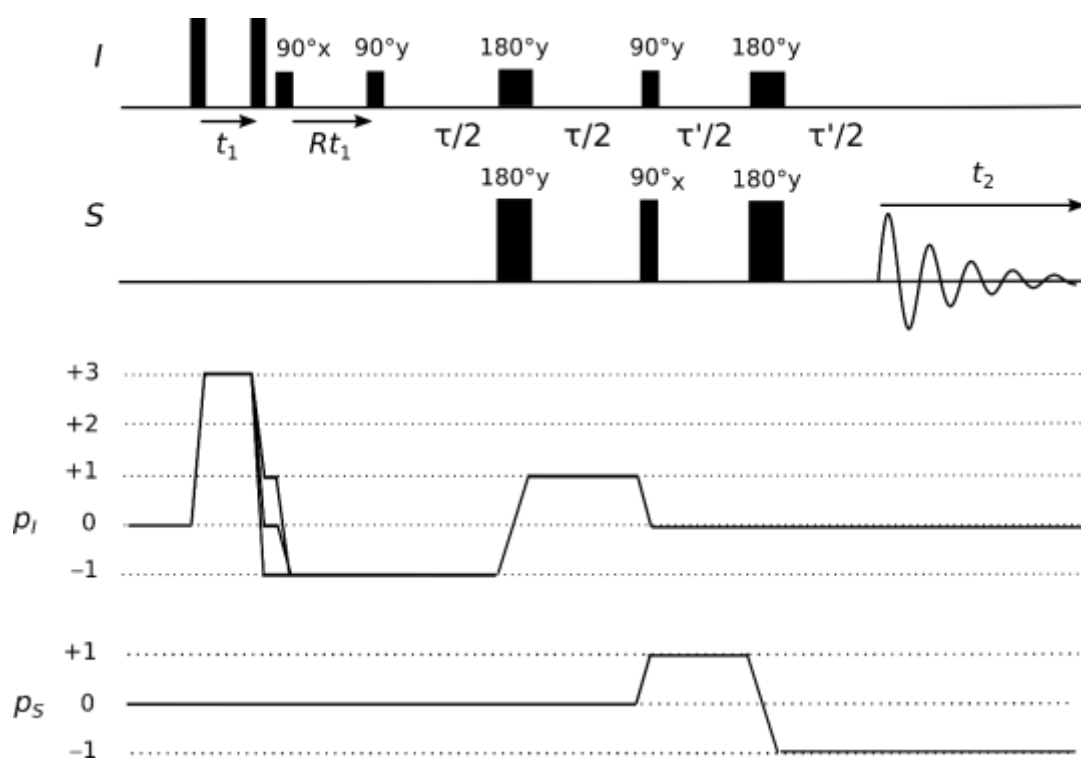 I 90°x 90°y 180°y 90°y 180°y
t1 Rt1 τ/2 τ/2 τ'/2 τ'/2
S 180°y 90°x 180°y t2
+3
+2
+1
pI 0
−1
+1
pS 0
−1